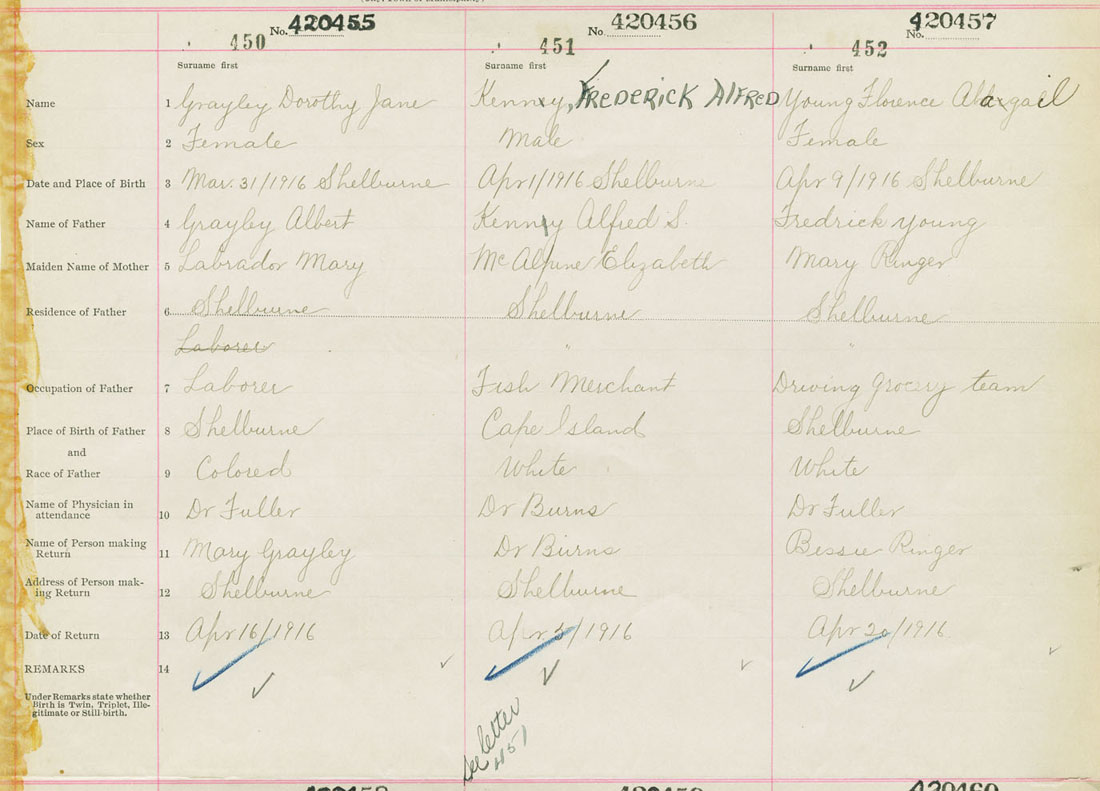 No. 420455 No. 420456 No. 420457
450 451 452
Surname first Surname first Surname first
Name 1 Grayley Dorothy Jane Kenney, FREDERICK ALFRED Young Florence Abagail
Sex 2 Female Male Female
Date and Place of Birth 3 Mar. 31/1916 Shelburne Apr 1/1916 Shelburne Apr 9/1916 Shelburne
Name of Father 4 Grayley Albert Kenny Alfred S. Fredrick Young
Maiden Name of Mother 5 Labrador Mary McAlpine Elizabeth Mary Ringer
Residence of Father 6 Shelburne Shelburne Shelburne
Laborer " "
Occupation of Father 7 Laborer Fish Merchant Driving Grocery team
Place of Birth of Father 8 Shelburne Cape Island Shelburne
and
Race of Father 9 Colored White White
Name of Physician in
attendance 10 Dr Fuller Dr Burns Dr Fuller
Name of Person making
Return 11 Mary Grayley Dr Burns Bessie Ringer
Address of Person mak-
ing Return 12 Shelburne Shelburne Shelburne
Date of Return 13 Apr 16/1916 Apr 5/1916 Apr 20/1916
REMARKS 14
Under Remarks state whether
Birth is Twin, Triplet, Ille-
gitimate or Still-birth.
See letter
1151